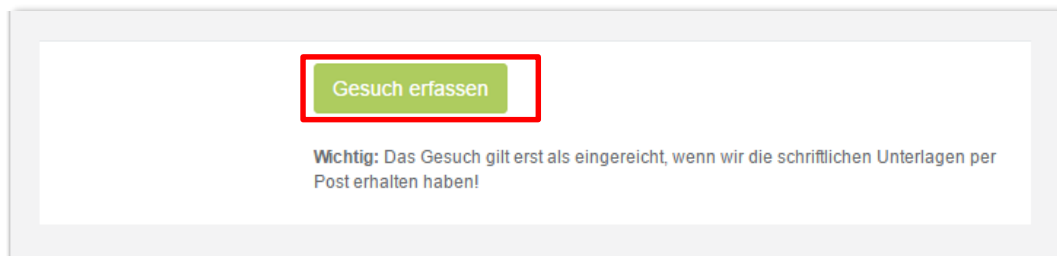 Gesuch erfassen
Wichtig: Das Gesuch gilt erst als eingereicht, wenn wir die schriftlichen Unterlagen per
Post erhalten haben!